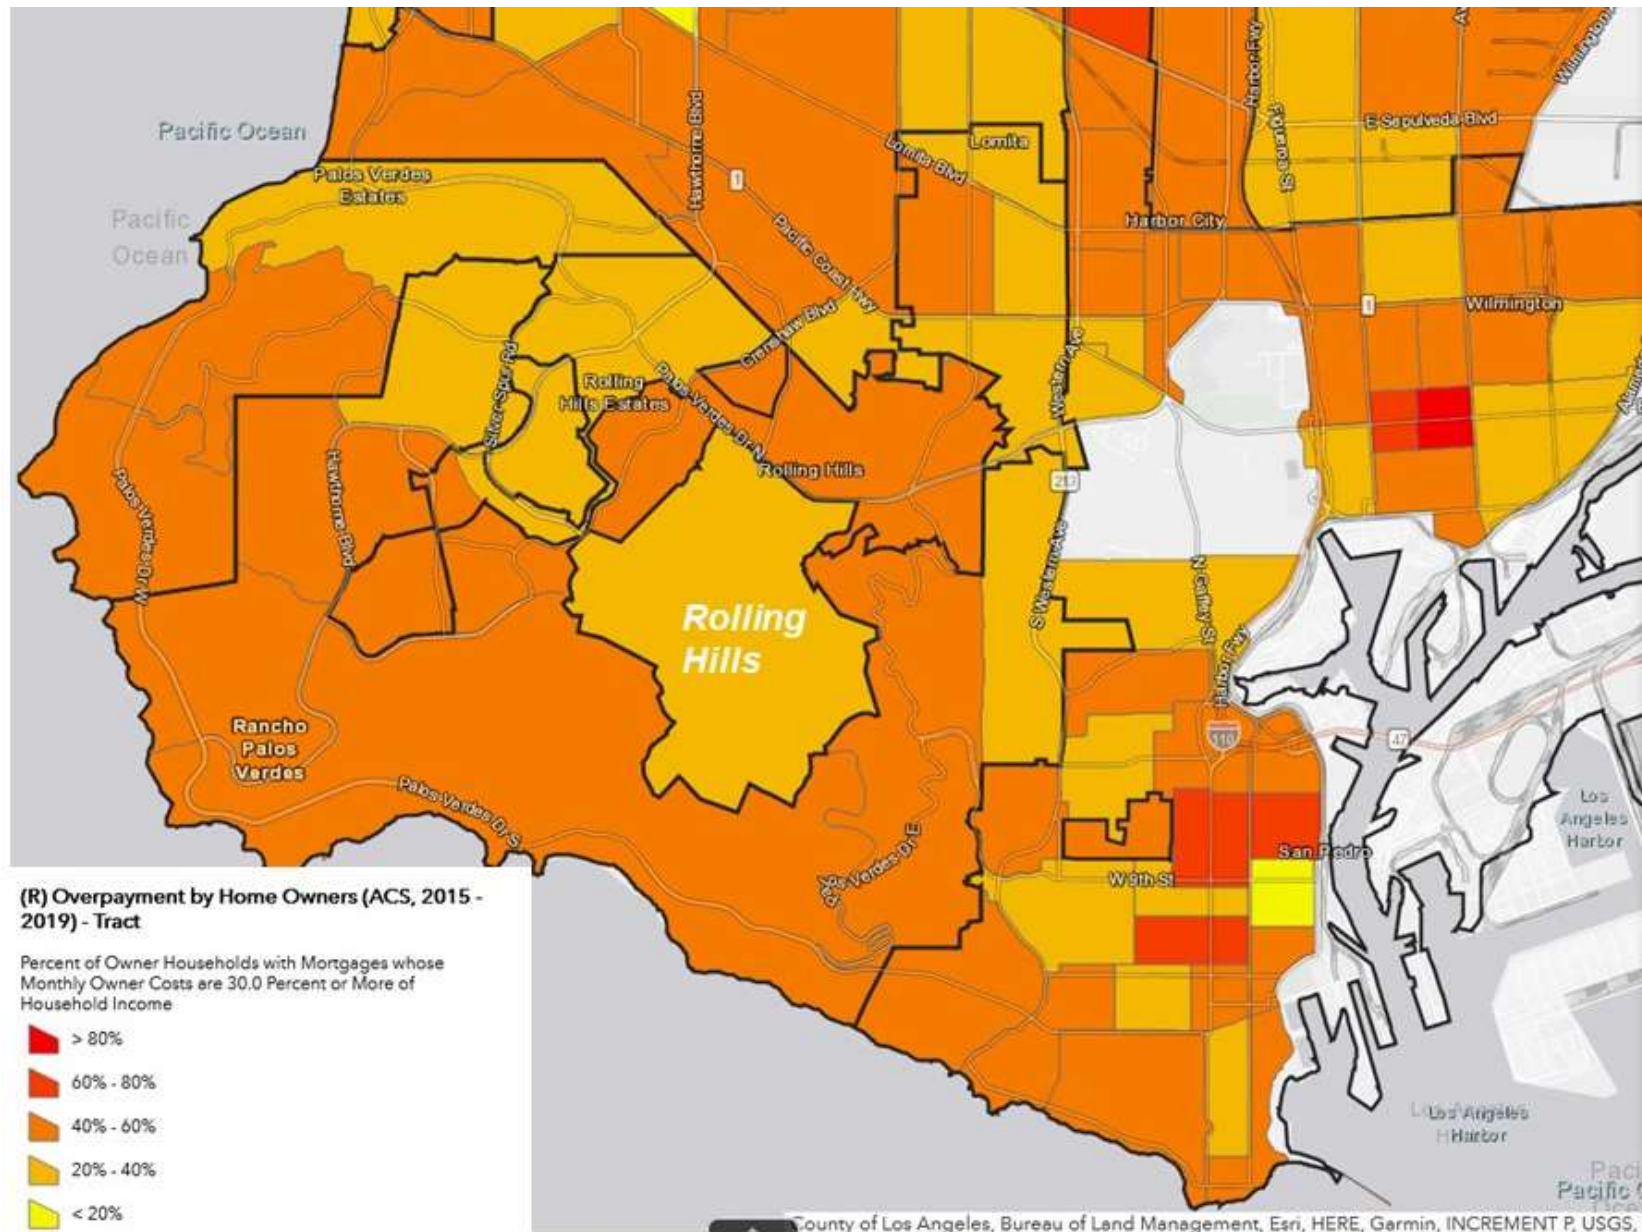 Pacific Ocean
Pacific
Ocean
Palos Verdes
Estates
Hawthorne Blvd
1
Lomita Blvd
Lomita
Harbor Fwy
Figueroa St
E Sepulveda Blvd
Wilmington
Harbor City
Pacific Coast Hwy
Crenshaw Blvd
1
Wilmington
Silver Spur Rd
Rolling
Hills Estates
Palos Verdes Dr N
Western Ave
Rolling Hills
213
Palos Verdes Dr W
Hawthorne Blvd
S Western Ave
N Gaffey St
Harbor Fwy
Rolling
Hills
Rancho
Palos
Verdes
110
47
Palos Verdes Dr S
Palos Verdes Dr E
Los
Angeles
Harbor
San Pedro
W 9th St
(R) Overpayment by Home Owners (ACS, 2015 -
2019) - Tract
Percent of Owner Households with Mortgages whose
Monthly Owner Costs are 30.0 Percent or More of
Household Income
> 80%
60% - 80%
40% - 60%
20% - 40%
< 20%
Los Angeles
Harbor
Pacific
County of Los Angeles, Bureau of Land Management, Esri, HERE, Garmin, INCREMENT P, USGS,